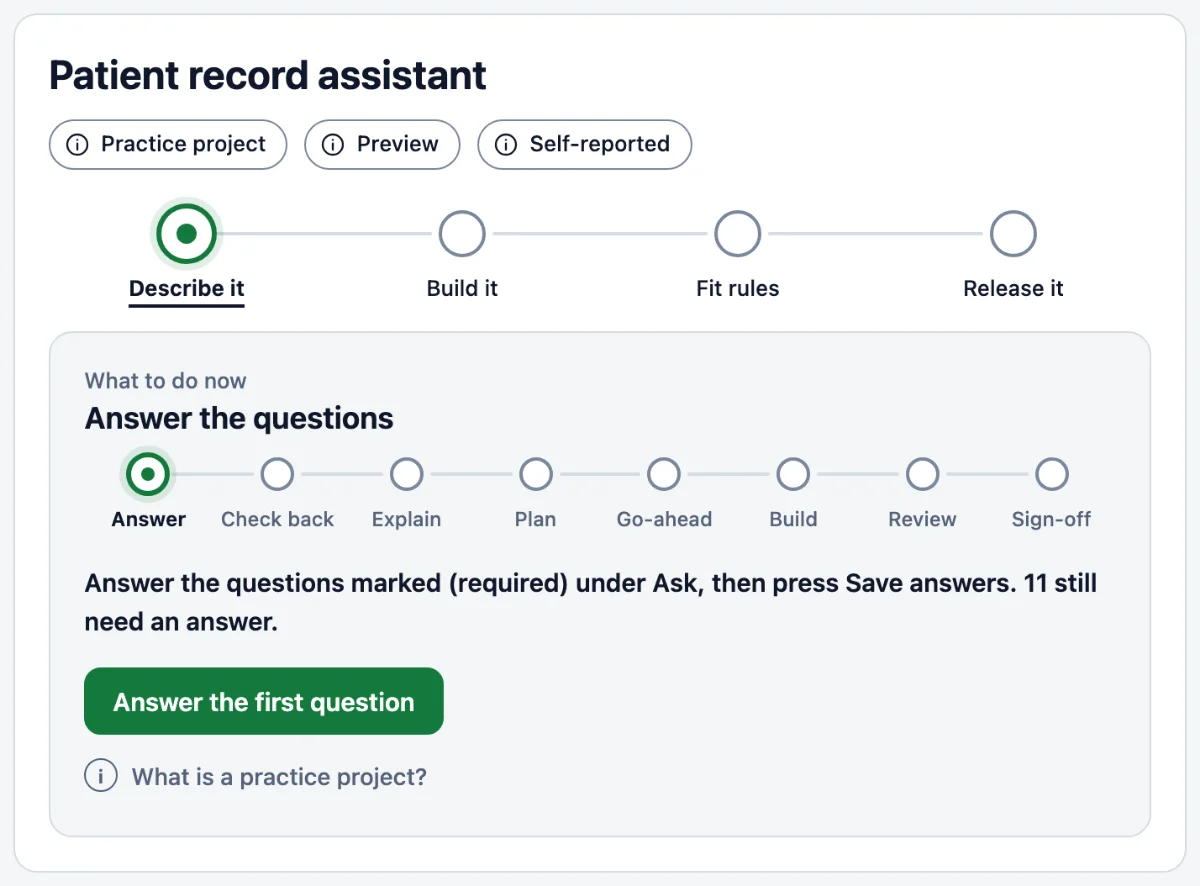 Patient record assistant
Practice project
Preview
Self-reported
Describe it
Build it
Fit rules
Release it
What to do now
Answer the questions
Answer
Check back
Explain
Plan
Go-ahead
Build
Review
Sign-off
Answer the questions marked (required) under Ask, then press Save answers. 11 still
need an answer.
Answer the first question
What is a practice project?